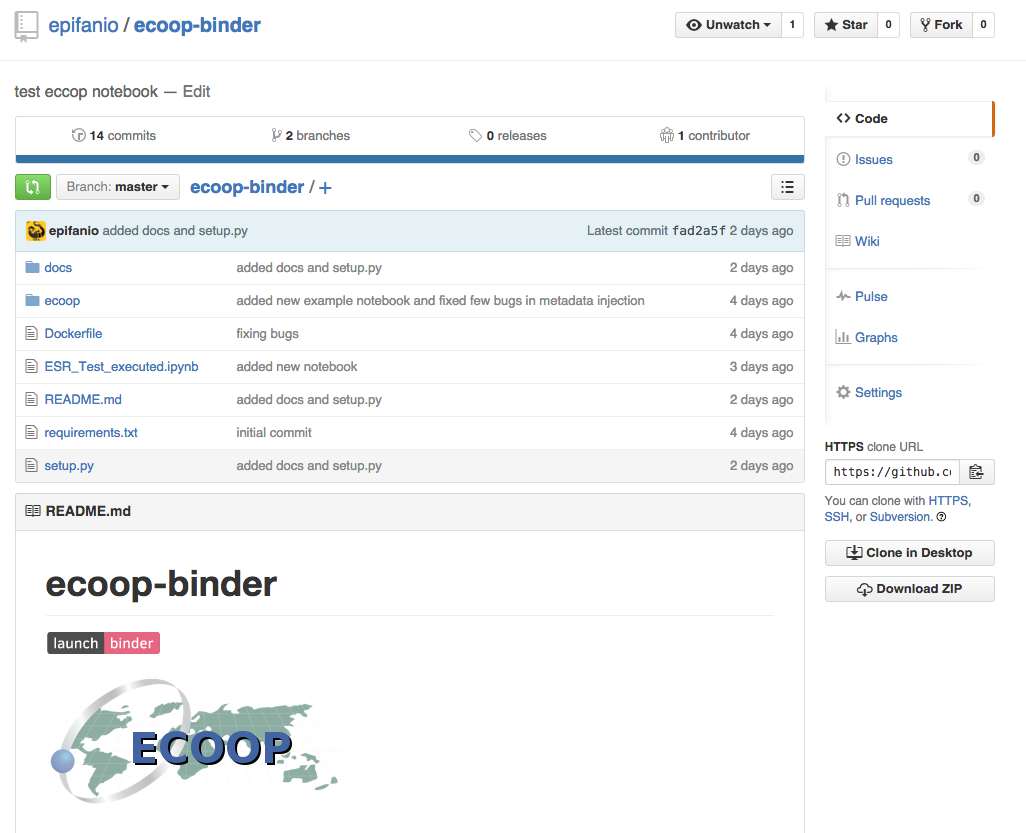 epifanio / ecoop-binder
Unwatch 1 Star 0 Fork 0
test eccop notebook — Edit
14 commits 2 branches 0 releases 1 contributor
Branch: master ecoop-binder / +
epifanio added docs and setup.py Latest commit fad2a5f 2 days ago
docs added docs and setup.py 2 days ago
ecoop added new example notebook and fixed few bugs in metadata injection 4 days ago
Dockerfile fixing bugs 4 days ago
ESR_Test_executed.ipynb added new notebook 3 days ago
README.md added docs and setup.py 2 days ago
requirements.txt initial commit 4 days ago
setup.py added docs and setup.py 2 days ago
README.md
ecoop-binder
launch binder
ECOOP
Code
Issues 0
Pull requests 0
Wiki
Pulse
Graphs
Settings
HTTPS clone URL
https://github.c
You can clone with HTTPS,
SSH, or Subversion.
Clone in Desktop
Download ZIP